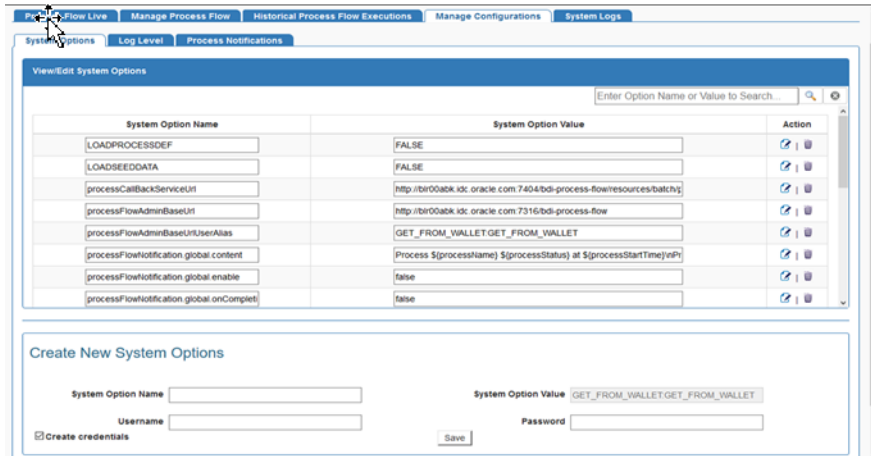 Flow Live Manage Process Flow Historical Process Flow Executions Manage Configurations System Logs
System Options Log Level Process Notifications
View/Edit System Options
Enter Option Name or Value to Search...
System Option Name System Option Value Action
LOADPROCESSDEF FALSE |
LOADSEEDDATA FALSE |
processCallBackServiceUrl http://blr00abk.idc.oracle.com:7404/bdi-process-flow/resources/batch/p |
processFlowAdminBaseUrl http://blr00abk.idc.oracle.com:7316/bdi-process-flow |
processFlowAdminBaseUrlUserAlias GET_FROM_WALLET:GET_FROM_WALLET |
processFlowNotification.global.content Process ${processName} ${processStatus} at ${processStartTime}\nPr |
processFlowNotification.global.enable false |
processFlowNotification.global.onCompleti false |
Create New System Options
System Option Name System Option Value GET_FROM_WALLET:GET_FROM_WALLET
Username Password
Create credentials Save